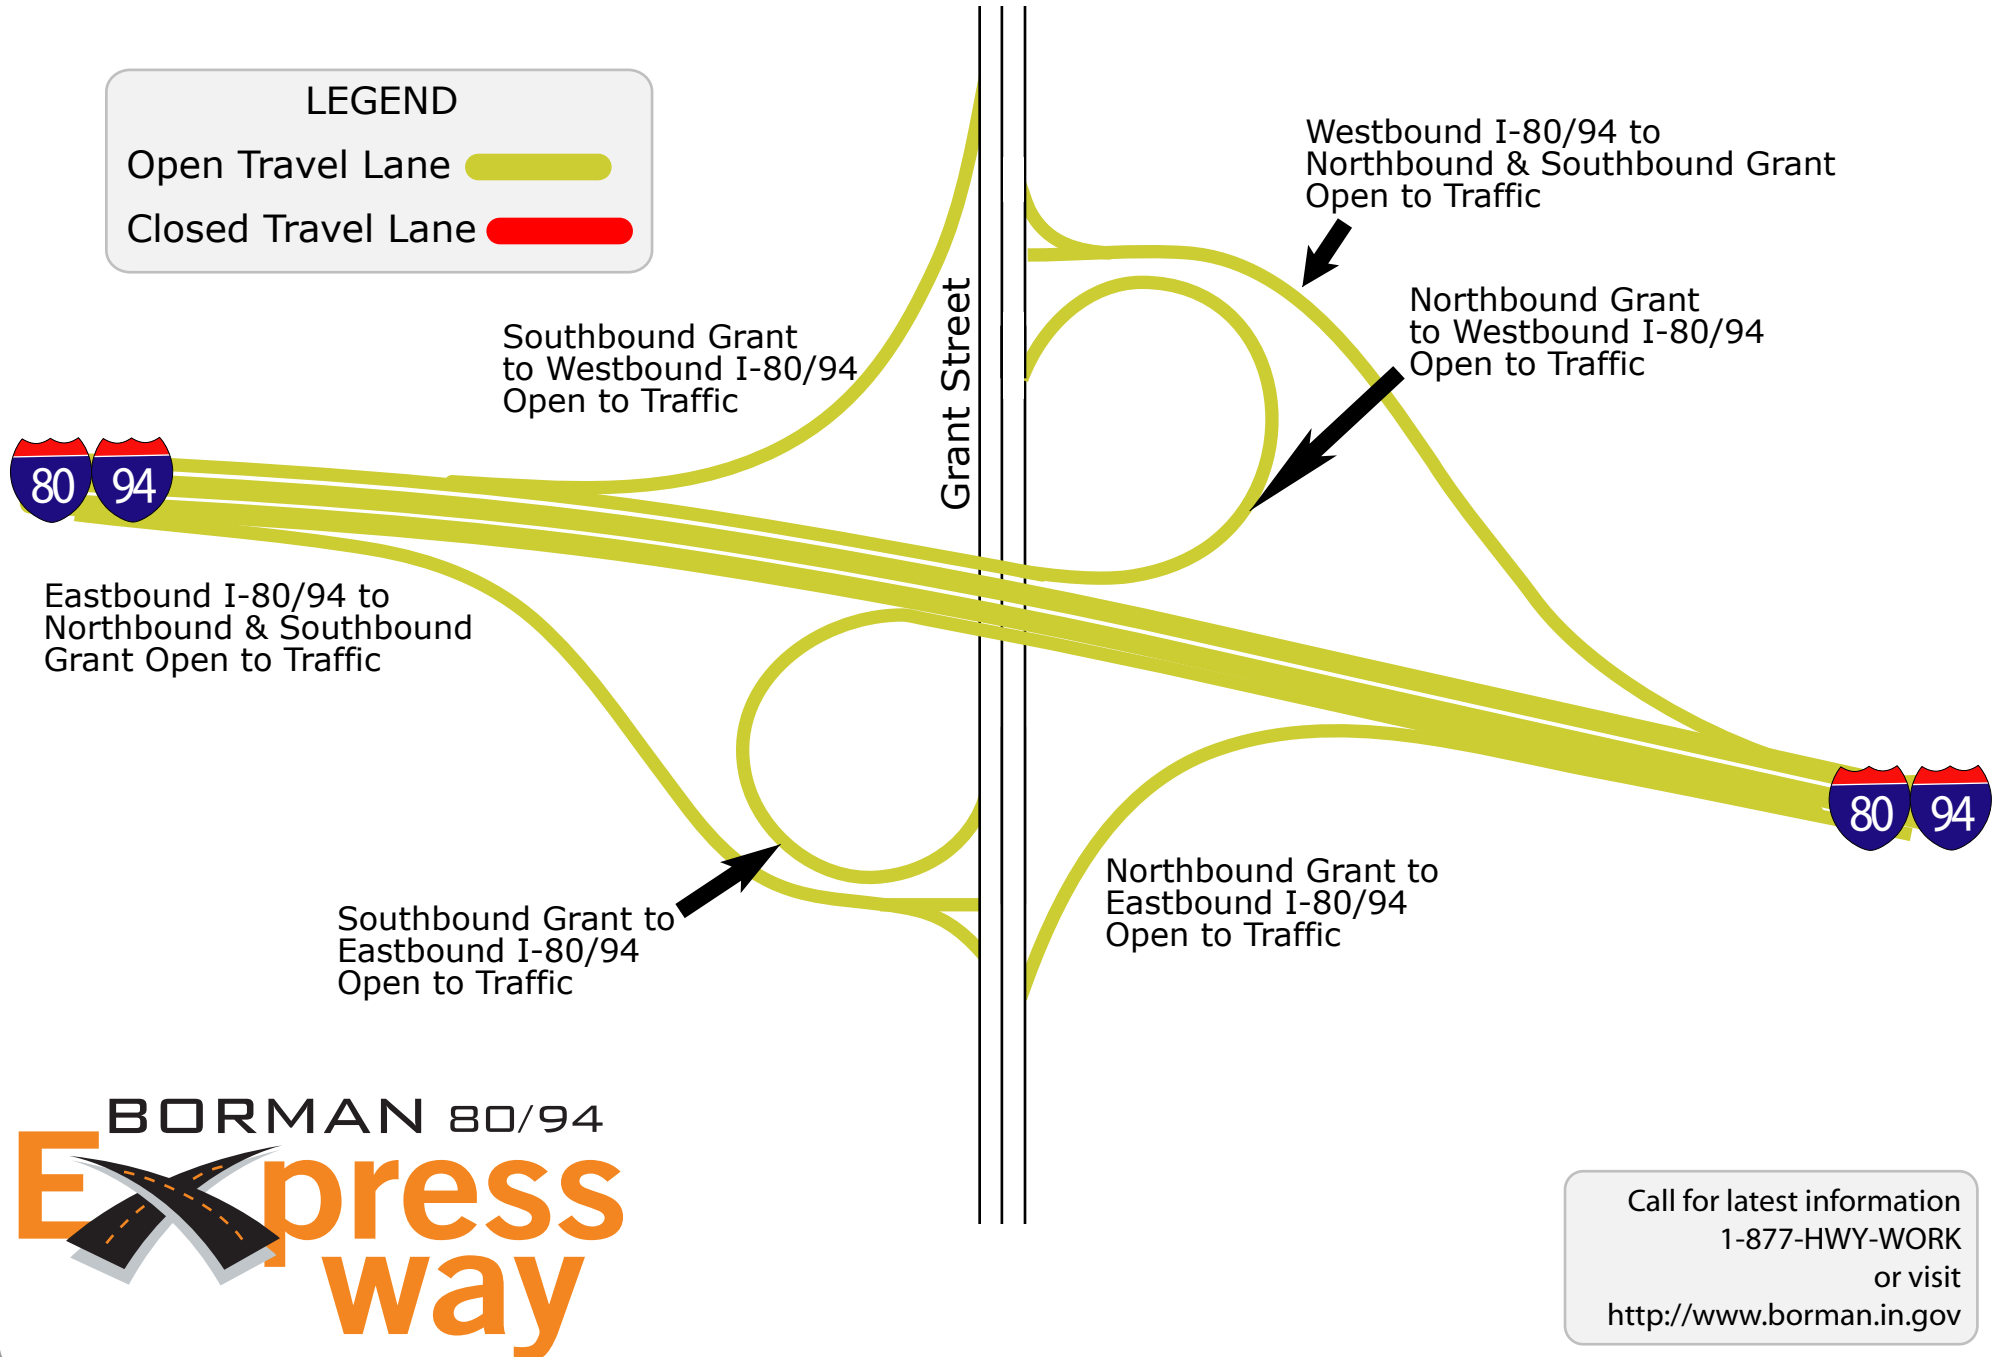 LEGEND
Open Travel Lane
Closed Travel Lane
Westbound I-80/94 to
Northbound & Southbound Grant
Open to Traffic
Northbound Grant
to Westbound I-80/94
Open to Traffic
Southbound Grant
to Westbound I-80/94
Open to Traffic
Grant Street
80 94
Eastbound I-80/94 to
Northbound & Southbound
Grant Open to Traffic
80 94
Northbound Grant to
Eastbound I-80/94
Open to Traffic
Southbound Grant to
Eastbound I-80/94
Open to Traffic
BORMAN 80/94
Express
way
Call for latest information
1-877-HWY-WORK
or visit
http://www.borman.in.gov